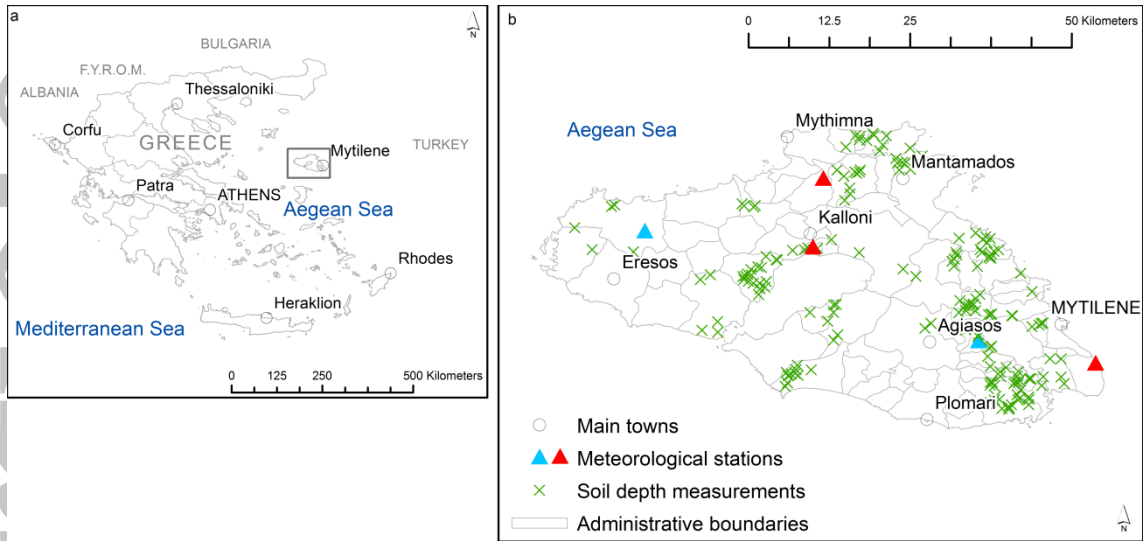 a
N
BULGARIA
F.Y.R.O.M.
ALBANIA
Thessaloniki
Corfu
GREECE
TURKEY
Mytilene
Patra
ATHENS
Aegean Sea
Rhodes
Heraklion
Mediterranean Sea
0 125 250 500 Kilometers
b
0 12.5 25 50 Kilometers
Aegean Sea
Mythimna
Mantamados
Kalloni
Eresos
MYTILENE
Agiasos
Plomari
Main towns
Meteorological stations
Soil depth measurements
Administrative boundaries
N